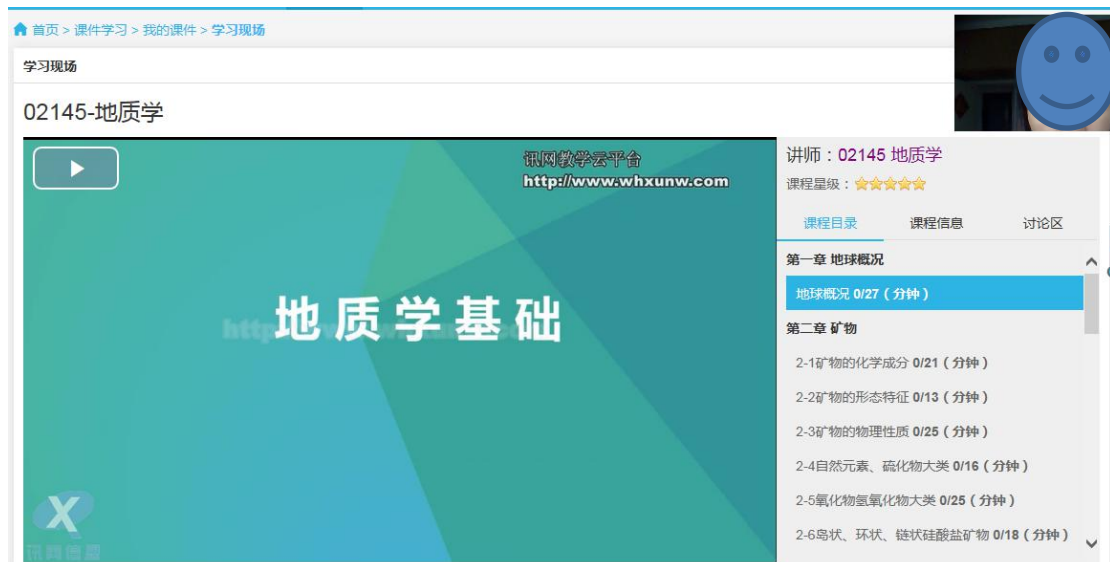 首页 > 课件学习 > 我的课件 > 学习现场
学习现场
02145-地质学
讯网教学云平台
http://www.whxunw.com
地质学基础
讯网信息
讲师：02145 地质学
课程星级：
课程目录 课程信息 讨论区
第一章 地球概况
地球概况 0/27 ( 分钟 )
第二章 矿物
2-1矿物的化学成分 0/21 ( 分钟 )
2-2矿物的形态特征 0/13 ( 分钟 )
2-3矿物的物理性质 0/25 ( 分钟 )
2-4自然元素、硫化物大类 0/16 ( 分钟 )
2-5氧化物氢氧化物大类 0/25 ( 分钟 )
2-6岛状、环状、链状硅酸盐矿物 0/18 ( 分钟 )